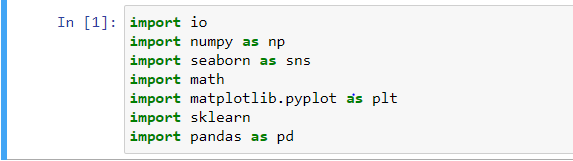 In [1]: import io
import numpy as np
import seaborn as sns
import math
import matplotlib.pyplot as plt
import sklearn
import pandas as pd